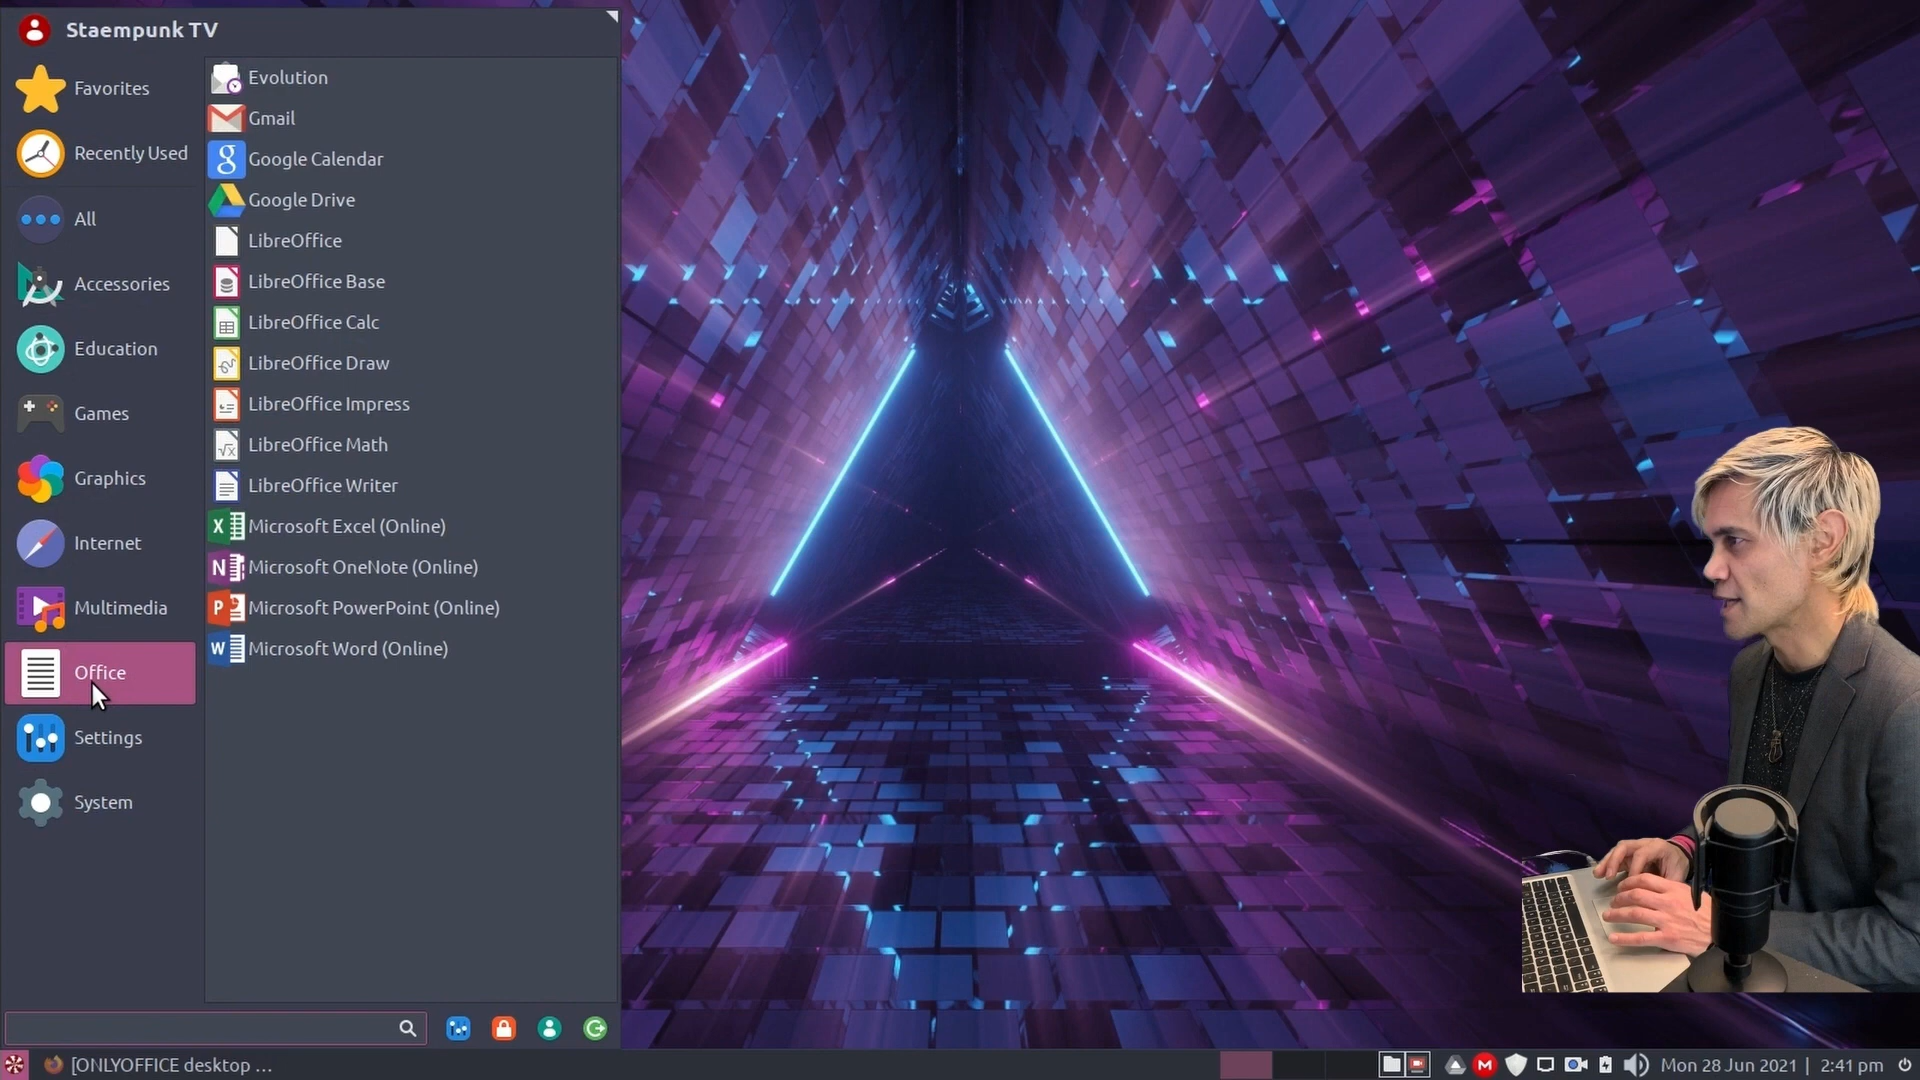 Staempunk TV
Favorites
Recently Used
All
Accessories
Education
Games
Graphics
Internet
Multimedia
Office
Settings
System
Evolution
Gmail
Google Calendar
Google Drive
LibreOffice
LibreOffice Base
LibreOffice Calc
LibreOffice Draw
LibreOffice Impress
LibreOffice Math
LibreOffice Writer
Microsoft Excel (Online)
Microsoft OneNote (Online)
Microsoft PowerPoint (Online)
Microsoft Word (Online)
[ONLYOFFICE desktop ...
Mon 28 Jun 2021 | 2:41 pm